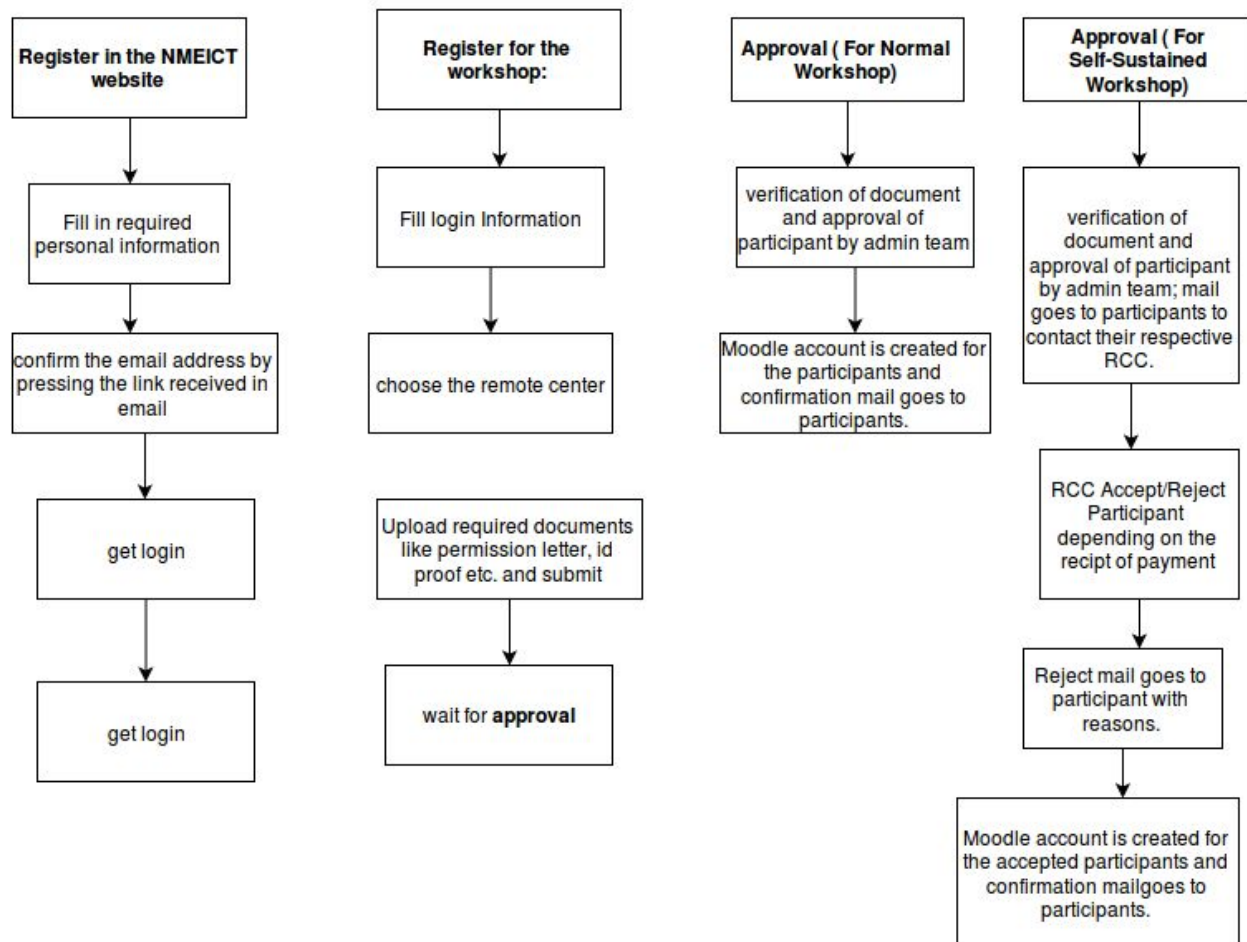 Register in the NMEICT
website
Fill in required
personal information
confirm the email address by
pressing the link received in
email
get login
get login
Register for the
workshop:
Fill login Information
choose the remote center
Upload required documents
like permission letter, id
proof etc. and submit
wait for approval
Approval ( For Normal
Workshop)
verification of document
and approval of
participant by admin team
Moodle account is created for
the participants and
confirmation mail goes to
participants.
Approval ( For
Self-Sustained
Workshop)
verification of
document and
approval of participant
by admin team; mail
goes to participants to
contact their respective
RCC.
RCC Accept/Reject
Participant
depending on the
recipt of payment
Reject mail goes to
participant with
reasons.
Moodle account is created for
the accepted participants and
confirmation mailgoes to
participants.